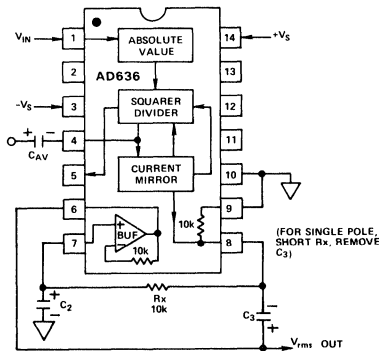 V_IN
1
ABSOLUTE
VALUE
14
+V_S
2
AD636
13
-V_S
3
SQUARER
DIVIDER
12
+
-
C_AV
4
11
5
CURRENT
MIRROR
10
6
9
10k
+
BUF
-
7
10k
8
(FOR SINGLE POLE,
SHORT Rx, REMOVE
C_3)
+
C_2
-
Rx
10k
-
C_3
+
V_rms OUT